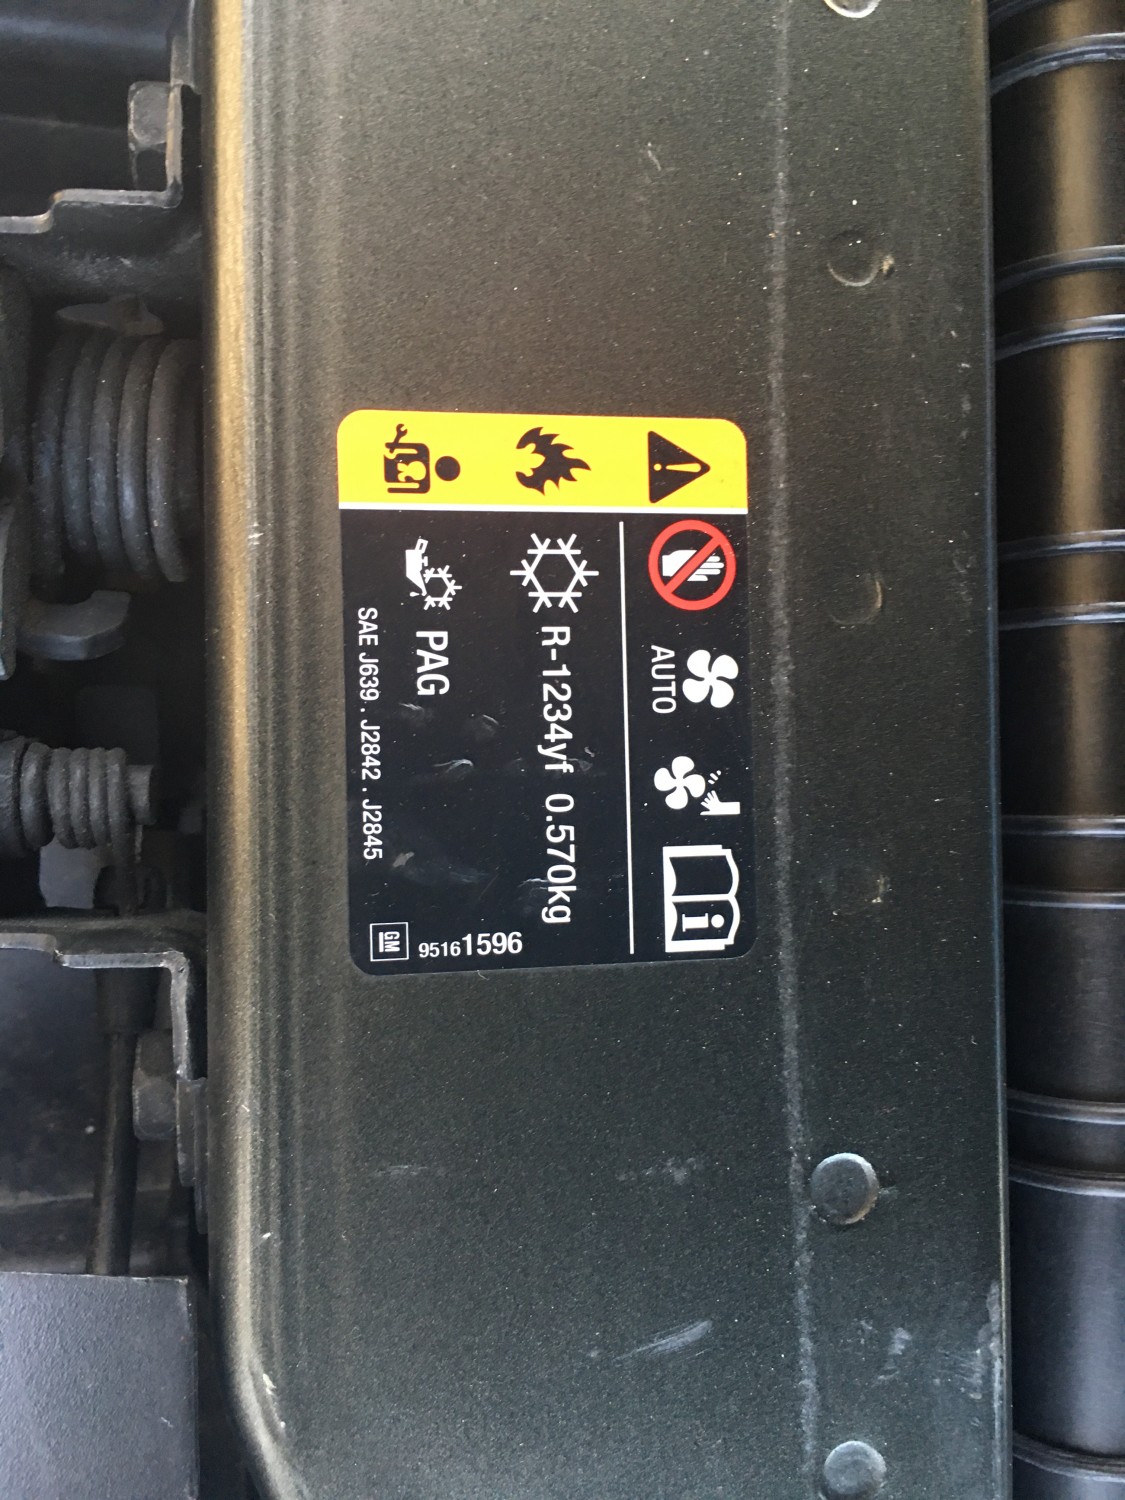 AUTO
R-1234yf 0.570kg
PAG
SAE J639 . J2842 . J2845
GM
95161596